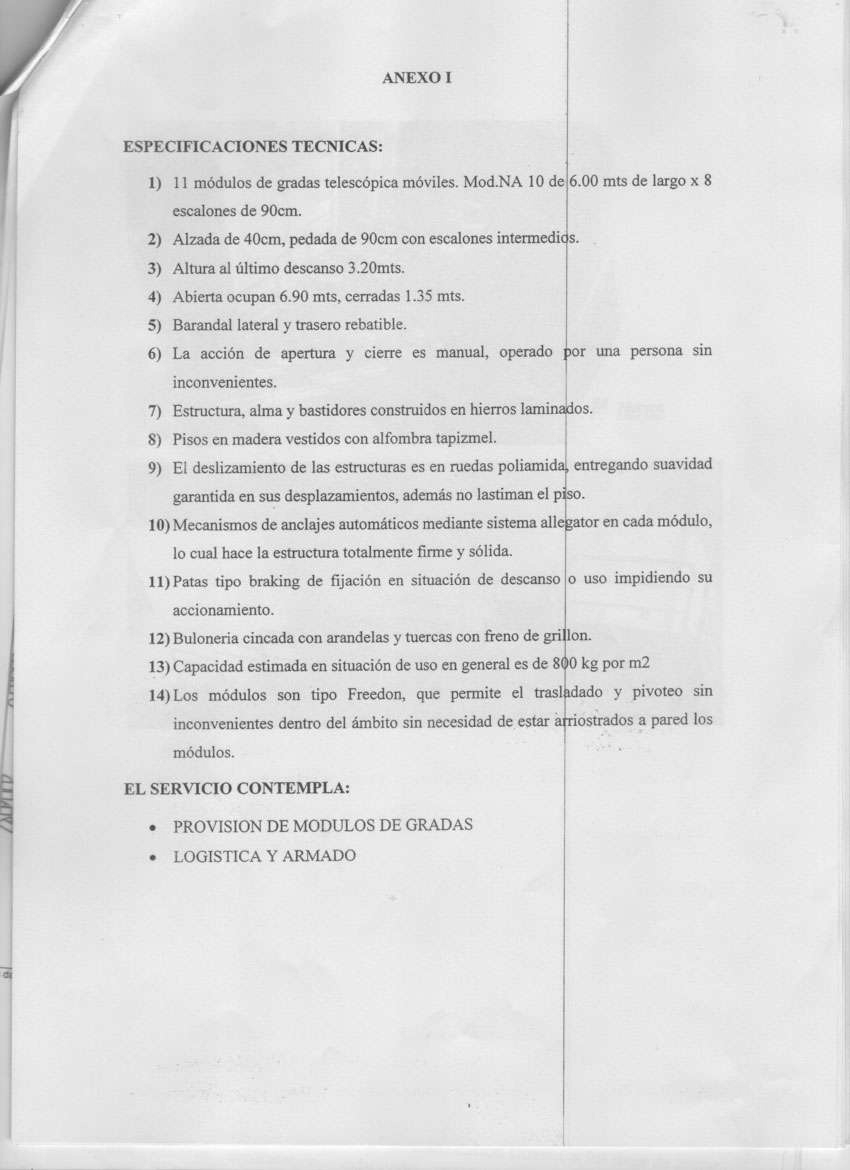 ANEXO I
ESPECIFICACIONES TECNICAS:
1) 11 módulos de gradas telescópica móviles. Mod.NA 10 de 6.00 mts de largo x 8
escalones de 90cm.
2) Alzada de 40cm, pedada de 90cm con escalones intermedios.
3) Altura al último descanso 3.20mts.
4) Abierta ocupan 6.90 mts, cerradas 1.35 mts.
5) Barandal lateral y trasero rebatible.
6) La acción de apertura y cierre es manual, operado por una persona sin
inconvenientes.
7) Estructura, alma y bastidores construidos en hierros laminados.
8) Pisos en madera vestidos con alfombra tapizmel.
9) El deslizamiento de las estructuras es en ruedas poliamida, entregando suavidad
garantida en sus desplazamientos, además no lastiman el piso.
10) Mecanismos de anclajes automáticos mediante sistema allegator en cada módulo,
lo cual hace la estructura totalmente firme y sólida.
11) Patas tipo braking de fijación en situación de descanso o uso impidiendo su
accionamiento.
12) Buloneria cincada con arandelas y tuercas con freno de grillon.
13) Capacidad estimada en situación de uso en general es de 800 kg por m2
14) Los módulos son tipo Freedon, que permite el trasladado y pivoteo sin
inconvenientes dentro del ámbito sin necesidad de estar arriostrados a pared los
módulos.
EL SERVICIO CONTEMPLA:
• PROVISION DE MODULOS DE GRADAS
• LOGISTICA Y ARMADO